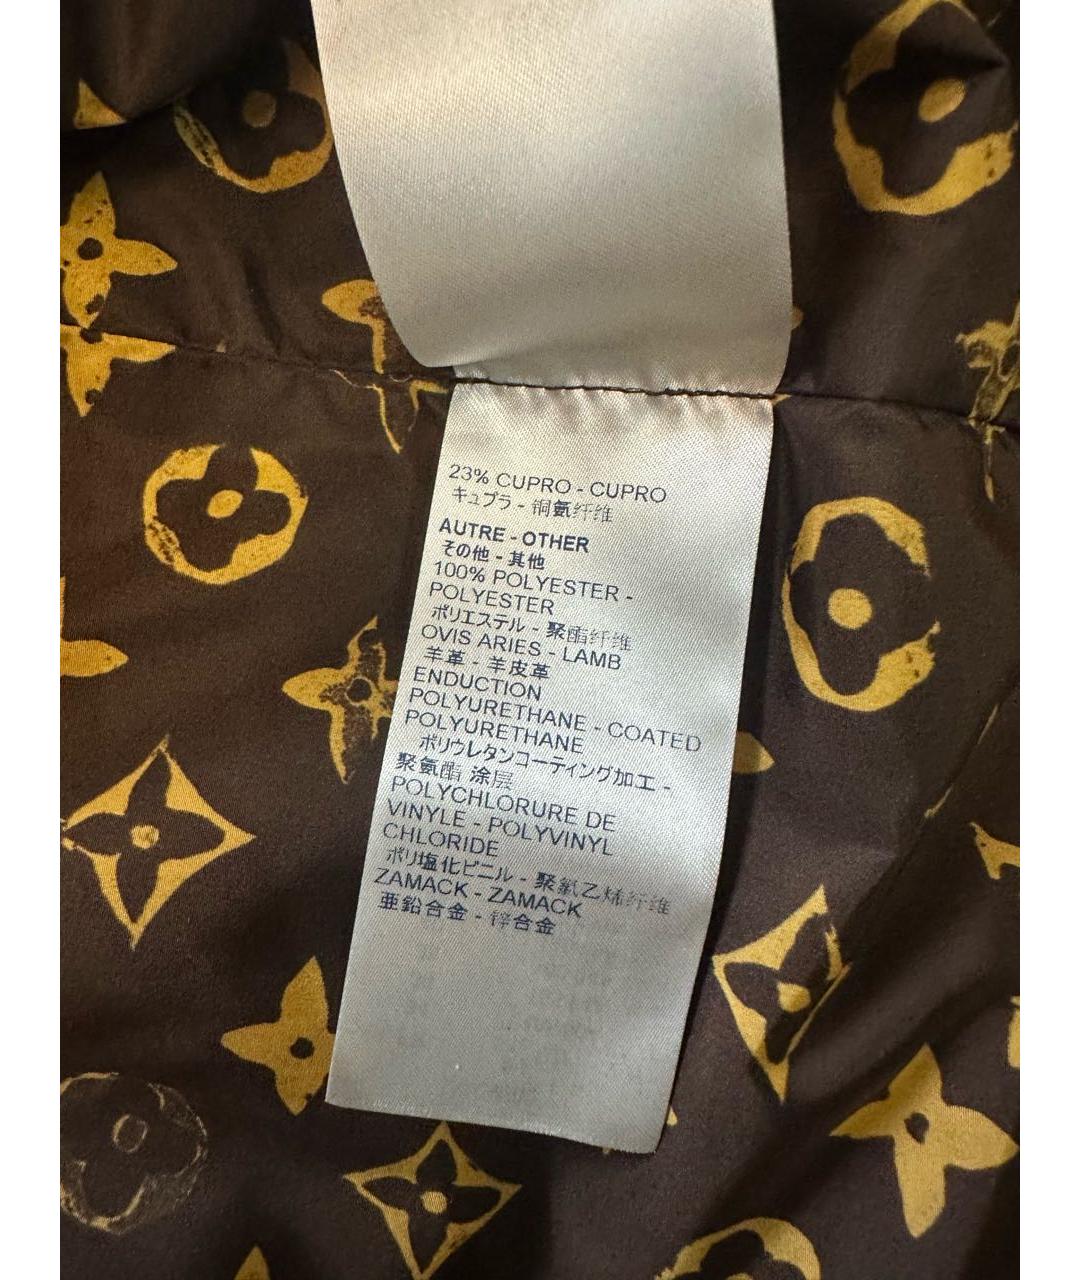 23% CUPRO - CUPRO
キュプラ - 铜氨纤维
AUTRE - OTHER
その他 - 其他
100% POLYESTER -
POLYESTER
ポリエステル - 聚酯纤维
OVIS ARIES - LAMB
羊革 - 羊皮革
ENDUCTION
POLYURETHANE - COATED
POLYURETHANE
ポリウレタンコーティング加工 -
聚氨酯 涂层
POLYCHLORURE DE
VINYLE - POLYVINYL
CHLORIDE
ポリ塩化ビニル - 聚氯乙烯纤维
ZAMACK - ZAMACK
亜鉛合金 - 锌合金